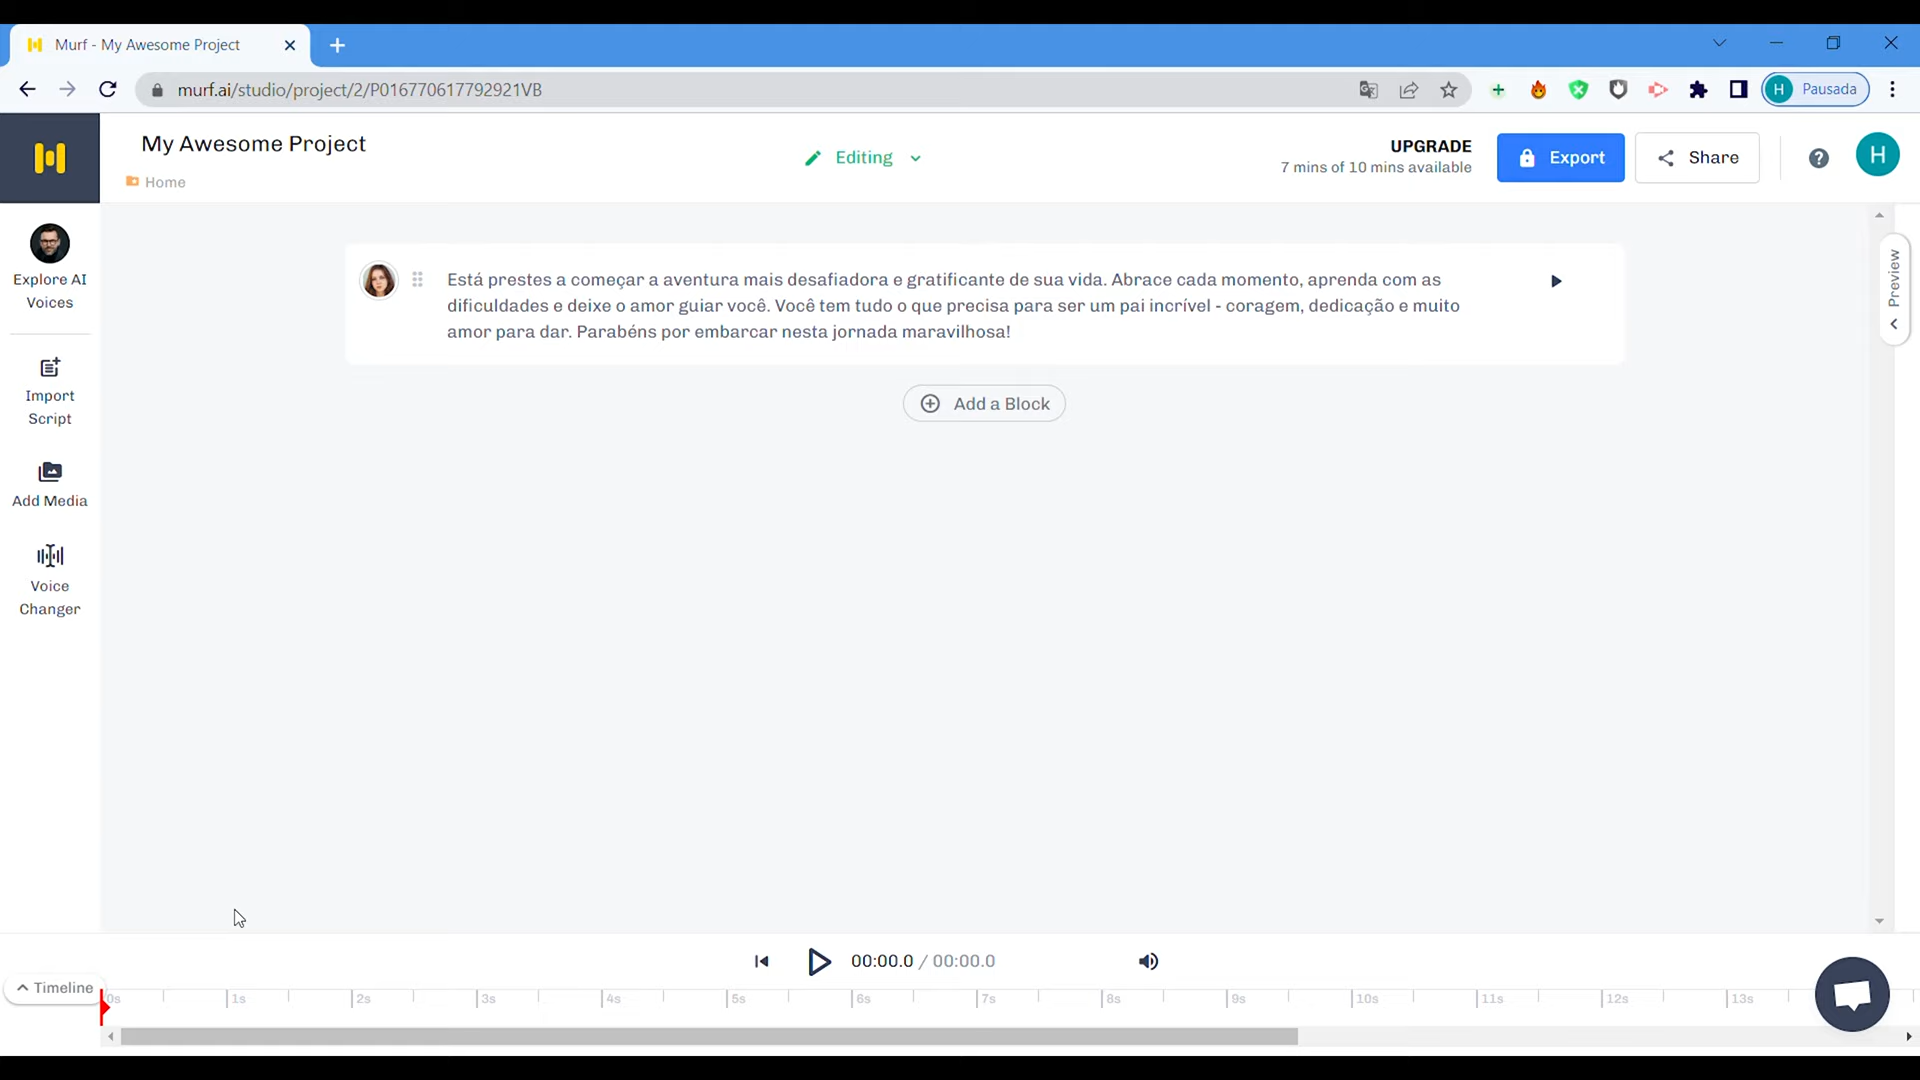 Murf - My Awesome Project
murf.ai/studio/project/2/P016770617792921VB
H Pausada
My Awesome Project
Home
Editing
UPGRADE
7 mins of 10 mins available
Export
Share
H
Explore AI
Voices
Import
Script
Add Media
Voice
Changer
Está prestes a começar a aventura mais desafiadora e gratificante de sua vida. Abrace cada momento, aprenda com as
dificuldades e deixe o amor guiar você. Você tem tudo o que precisa para ser um pai incrível - coragem, dedicação e muito
amor para dar. Parabéns por embarcar nesta jornada maravilhosa!
Add a Block
Preview
00:00.0 / 00:00.0
Timeline
0s 1s 2s 3s 4s 5s 6s 7s 8s 9s 10s 11s 12s 13s